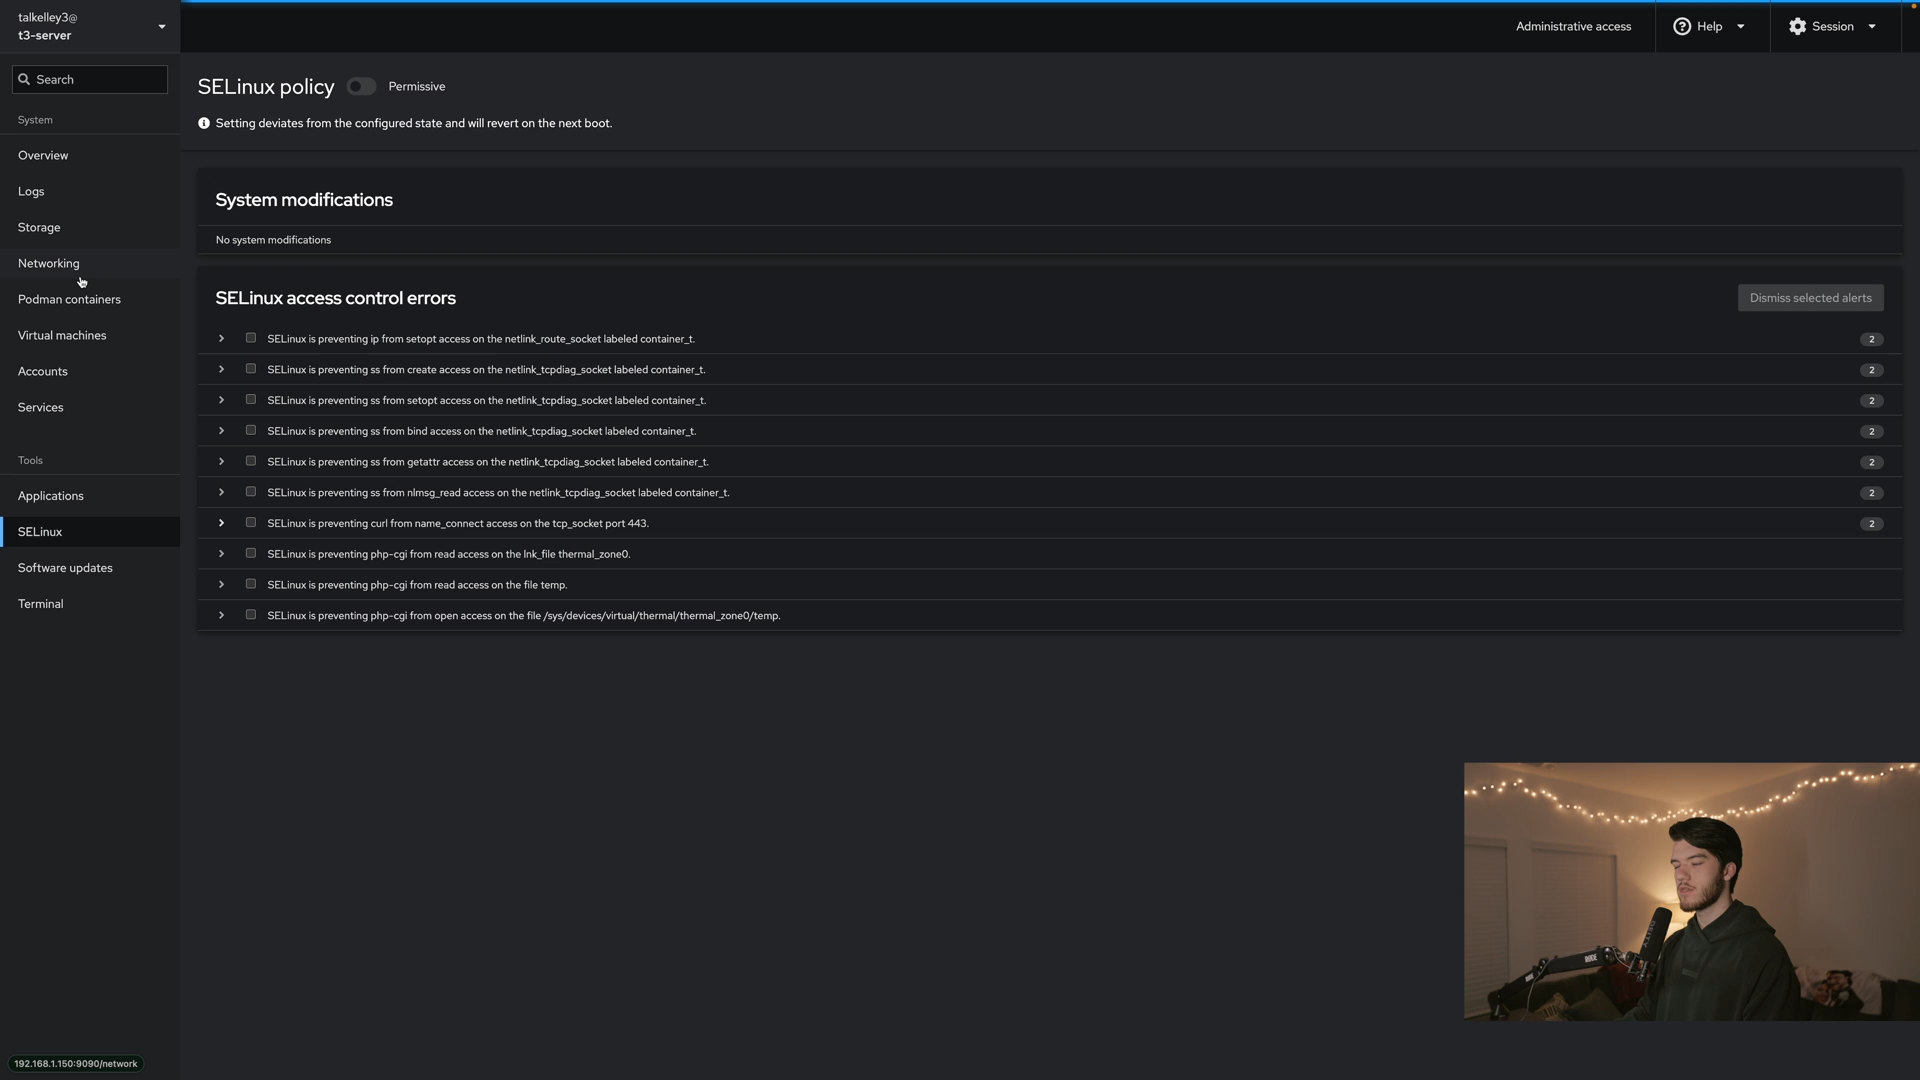 talkelley3@
t3-server
Administrative access
Help
Session
Search
System
Overview
Logs
Storage
Networking
Podman containers
Virtual machines
Accounts
Services
Tools
Applications
SELinux
Software updates
Terminal
SELinux policy
Permissive
Setting deviates from the configured state and will revert on the next boot.
System modifications
No system modifications
SELinux access control errors
Dismiss selected alerts
SELinux is preventing ip from setopt access on the netlink_route_socket labeled container_t. 2
SELinux is preventing ss from create access on the netlink_tcpdiag_socket labeled container_t. 2
SELinux is preventing ss from setopt access on the netlink_tcpdiag_socket labeled container_t. 2
SELinux is preventing ss from bind access on the netlink_tcpdiag_socket labeled container_t. 2
SELinux is preventing ss from getattr access on the netlink_tcpdiag_socket labeled container_t. 2
SELinux is preventing ss from nlmsg_read access on the netlink_tcpdiag_socket labeled container_t. 2
SELinux is preventing curl from name_connect access on the tcp_socket port 443. 2
SELinux is preventing php-cgi from read access on the lnk_file thermal_zone0.
SELinux is preventing php-cgi from read access on the file temp.
SELinux is preventing php-cgi from open access on the file /sys/devices/virtual/thermal/thermal_zone0/temp.
RØDE
192.168.1.150:9090/network